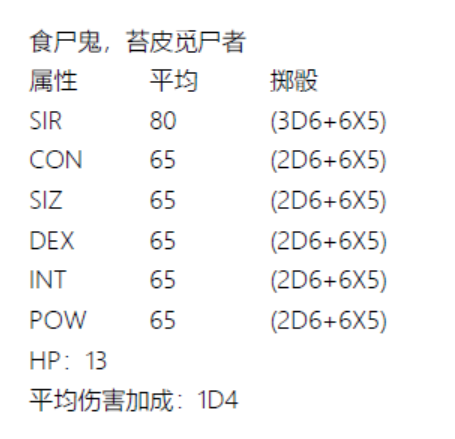 食尸鬼，苔皮觅尸者
属性 平均 掷骰
SIR 80 (3D6+6X5)
CON 65 (2D6+6X5)
SIZ 65 (2D6+6X5)
DEX 65 (2D6+6X5)
INT 65 (2D6+6X5)
POW 65 (2D6+6X5)
HP：13
平均伤害加成：1D4